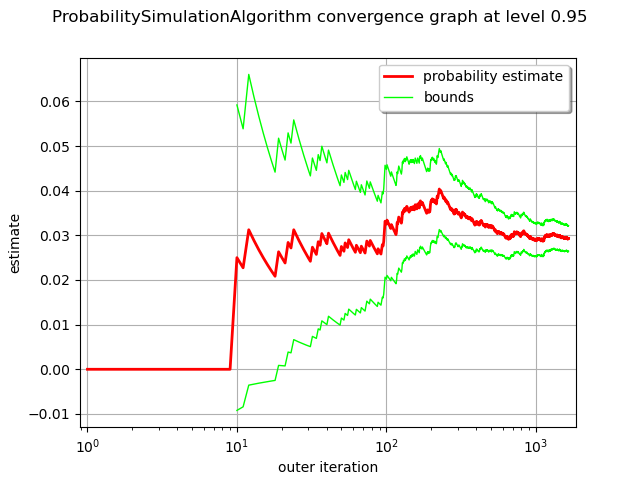 ProbabilitySimulationAlgorithm convergence graph at level 0.95
probability estimate
bounds
0.06
0.05
0.04
0.03
0.02
0.01
0.00
−0.01
estimate
10⁰ 10¹ 10² 10³
outer iteration